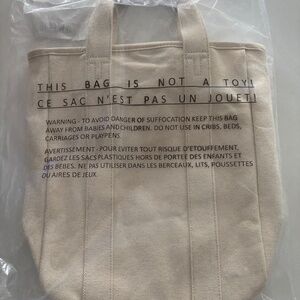 THIS BAG IS NOT A TOY!
CE SAC N'EST PAS UN JOUET!
WARNING - TO AVOID DANGER OF SUFFOCATION KEEP THIS BAG
AWAY FROM BABIES AND CHILDREN. DO NOT USE IN CRIBS, BEDS,
CARRIAGES OR PLAYPENS.
AVERTISSEMENT - POUR EVITER TOUT RISQUE D'ETOUFFEMENT,
GARDEZ LES SACS PLASTIQUES HORS DE PORTEE DES ENFANTS ET
DES BEBES. NE PAS UTILISER DANS LES BERCEAUX, LITS, POUSSETTES
OU AIRES DE JEUX.